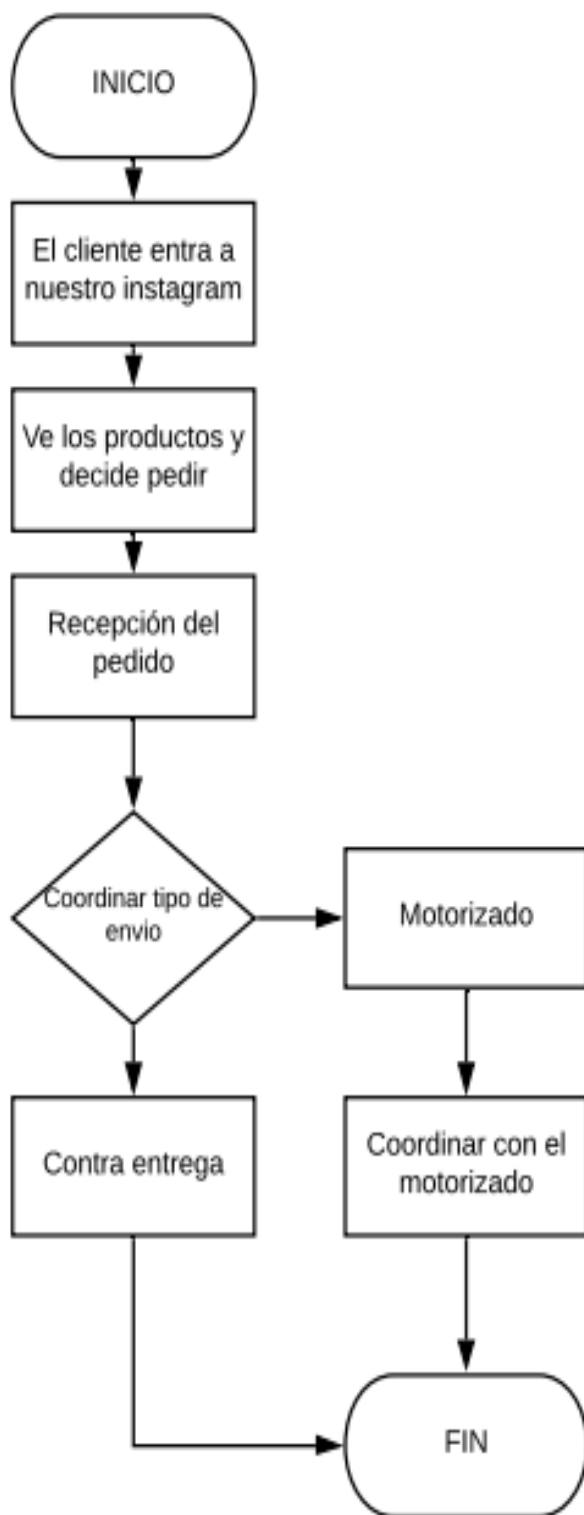 INICIO
El cliente entra a
nuestro instagram
Ve los productos y
decide pedir
Recepción del
pedido
Coordinar tipo de
envio
Motorizado
Contra entrega
Coordinar con el
motorizado
FIN